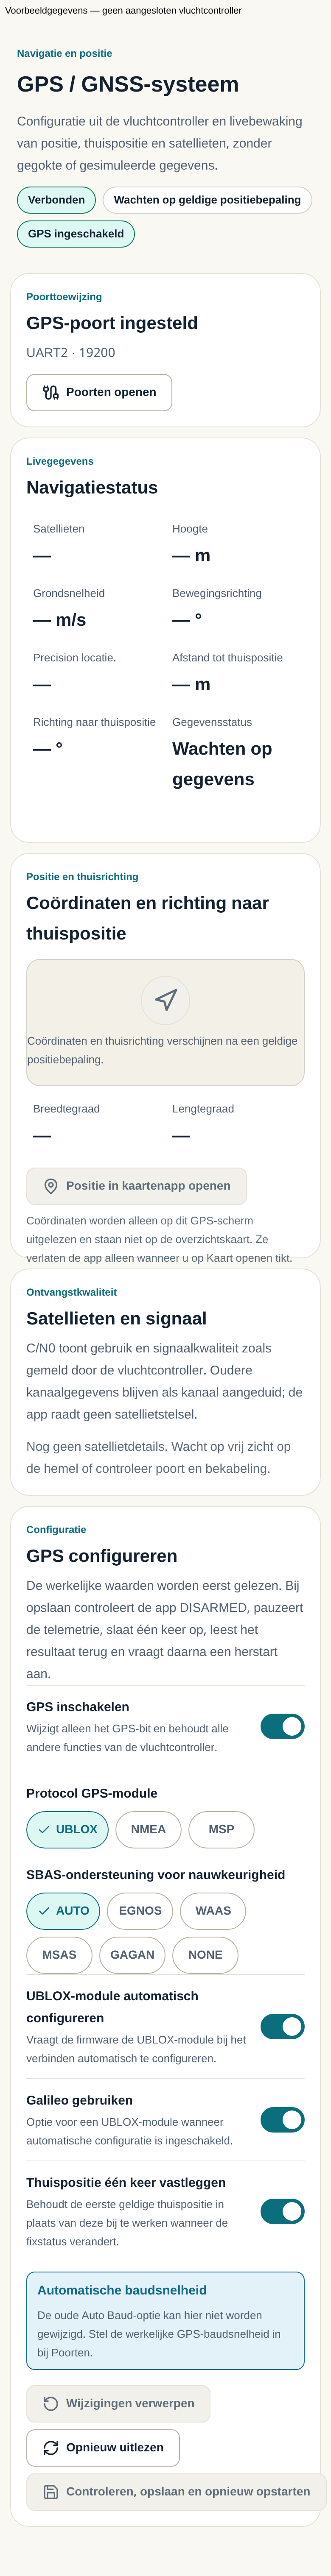 Voorbeeldgegevens — geen aangesloten vluchtcontroller
Navigatie en positie
GPS / GNSS-systeem
Configuratie uit de vluchtcontroller en livebewaking
van positie, thuispositie en satellieten, zonder
gegokte of gesimuleerde gegevens.
Verbonden
Wachten op geldige positiebepaling
GPS ingeschakeld
Poorttoewijzing
GPS-poort ingesteld
UART2 · 19200
Poorten openen
Livegegevens
Navigatiestatus
Satellieten
Hoogte
—
— m
Grondsnelheid
Bewegingsrichting
— m/s
— °
Precision locatie.
Afstand tot thuispositie
—
— m
Richting naar thuispositie
Gegevensstatus
— °
Wachten op
gegevens
Positie en thuisrichting
Coördinaten en richting naar
thuispositie
Coördinaten en thuisrichting verschijnen na een geldige
positiebepaling.
Breedtegraad
Lengtegraad
—
—
Positie in kaartenapp openen
Coördinaten worden alleen op dit GPS-scherm
uitgelezen en staan niet op de overzichtskaart. Ze
verlaten de app alleen wanneer u op Kaart openen tikt.
Ontvangstkwaliteit
Satellieten en signaal
C/N0 toont gebruik en signaalkwaliteit zoals
gemeld door de vluchtcontroller. Oudere
kanaalgegevens blijven als kanaal aangeduid; de
app raadt geen satellietstelsel.
Nog geen satellietdetails. Wacht op vrij zicht op
de hemel of controleer poort en bekabeling.
Configuratie
GPS configureren
De werkelijke waarden worden eerst gelezen. Bij
opslaan controleert de app DISARMED, pauzeert
de telemetrie, slaat één keer op, leest het
resultaat terug en vraagt daarna een herstart
aan.
GPS inschakelen
Wijzigt alleen het GPS-bit en behoudt alle
andere functies van de vluchtcontroller.
Protocol GPS-module
UBLOX
NMEA
MSP
SBAS-ondersteuning voor nauwkeurigheid
AUTO
EGNOS
WAAS
MSAS
GAGAN
NONE
UBLOX-module automatisch
configureren
Vraagt de firmware de UBLOX-module bij het
verbinden automatisch te configureren.
Galileo gebruiken
Optie voor een UBLOX-module wanneer
automatische configuratie is ingeschakeld.
Thuispositie één keer vastleggen
Behoudt de eerste geldige thuispositie in
plaats van deze bij te werken wanneer de
fixstatus verandert.
Automatische baudsnelheid
De oude Auto Baud-optie kan hier niet worden
gewijzigd. Stel de werkelijke GPS-baudsnelheid in
bij Poorten.
Wijzigingen verwerpen
Opnieuw uitlezen
Controleren, opslaan en opnieuw opstarten